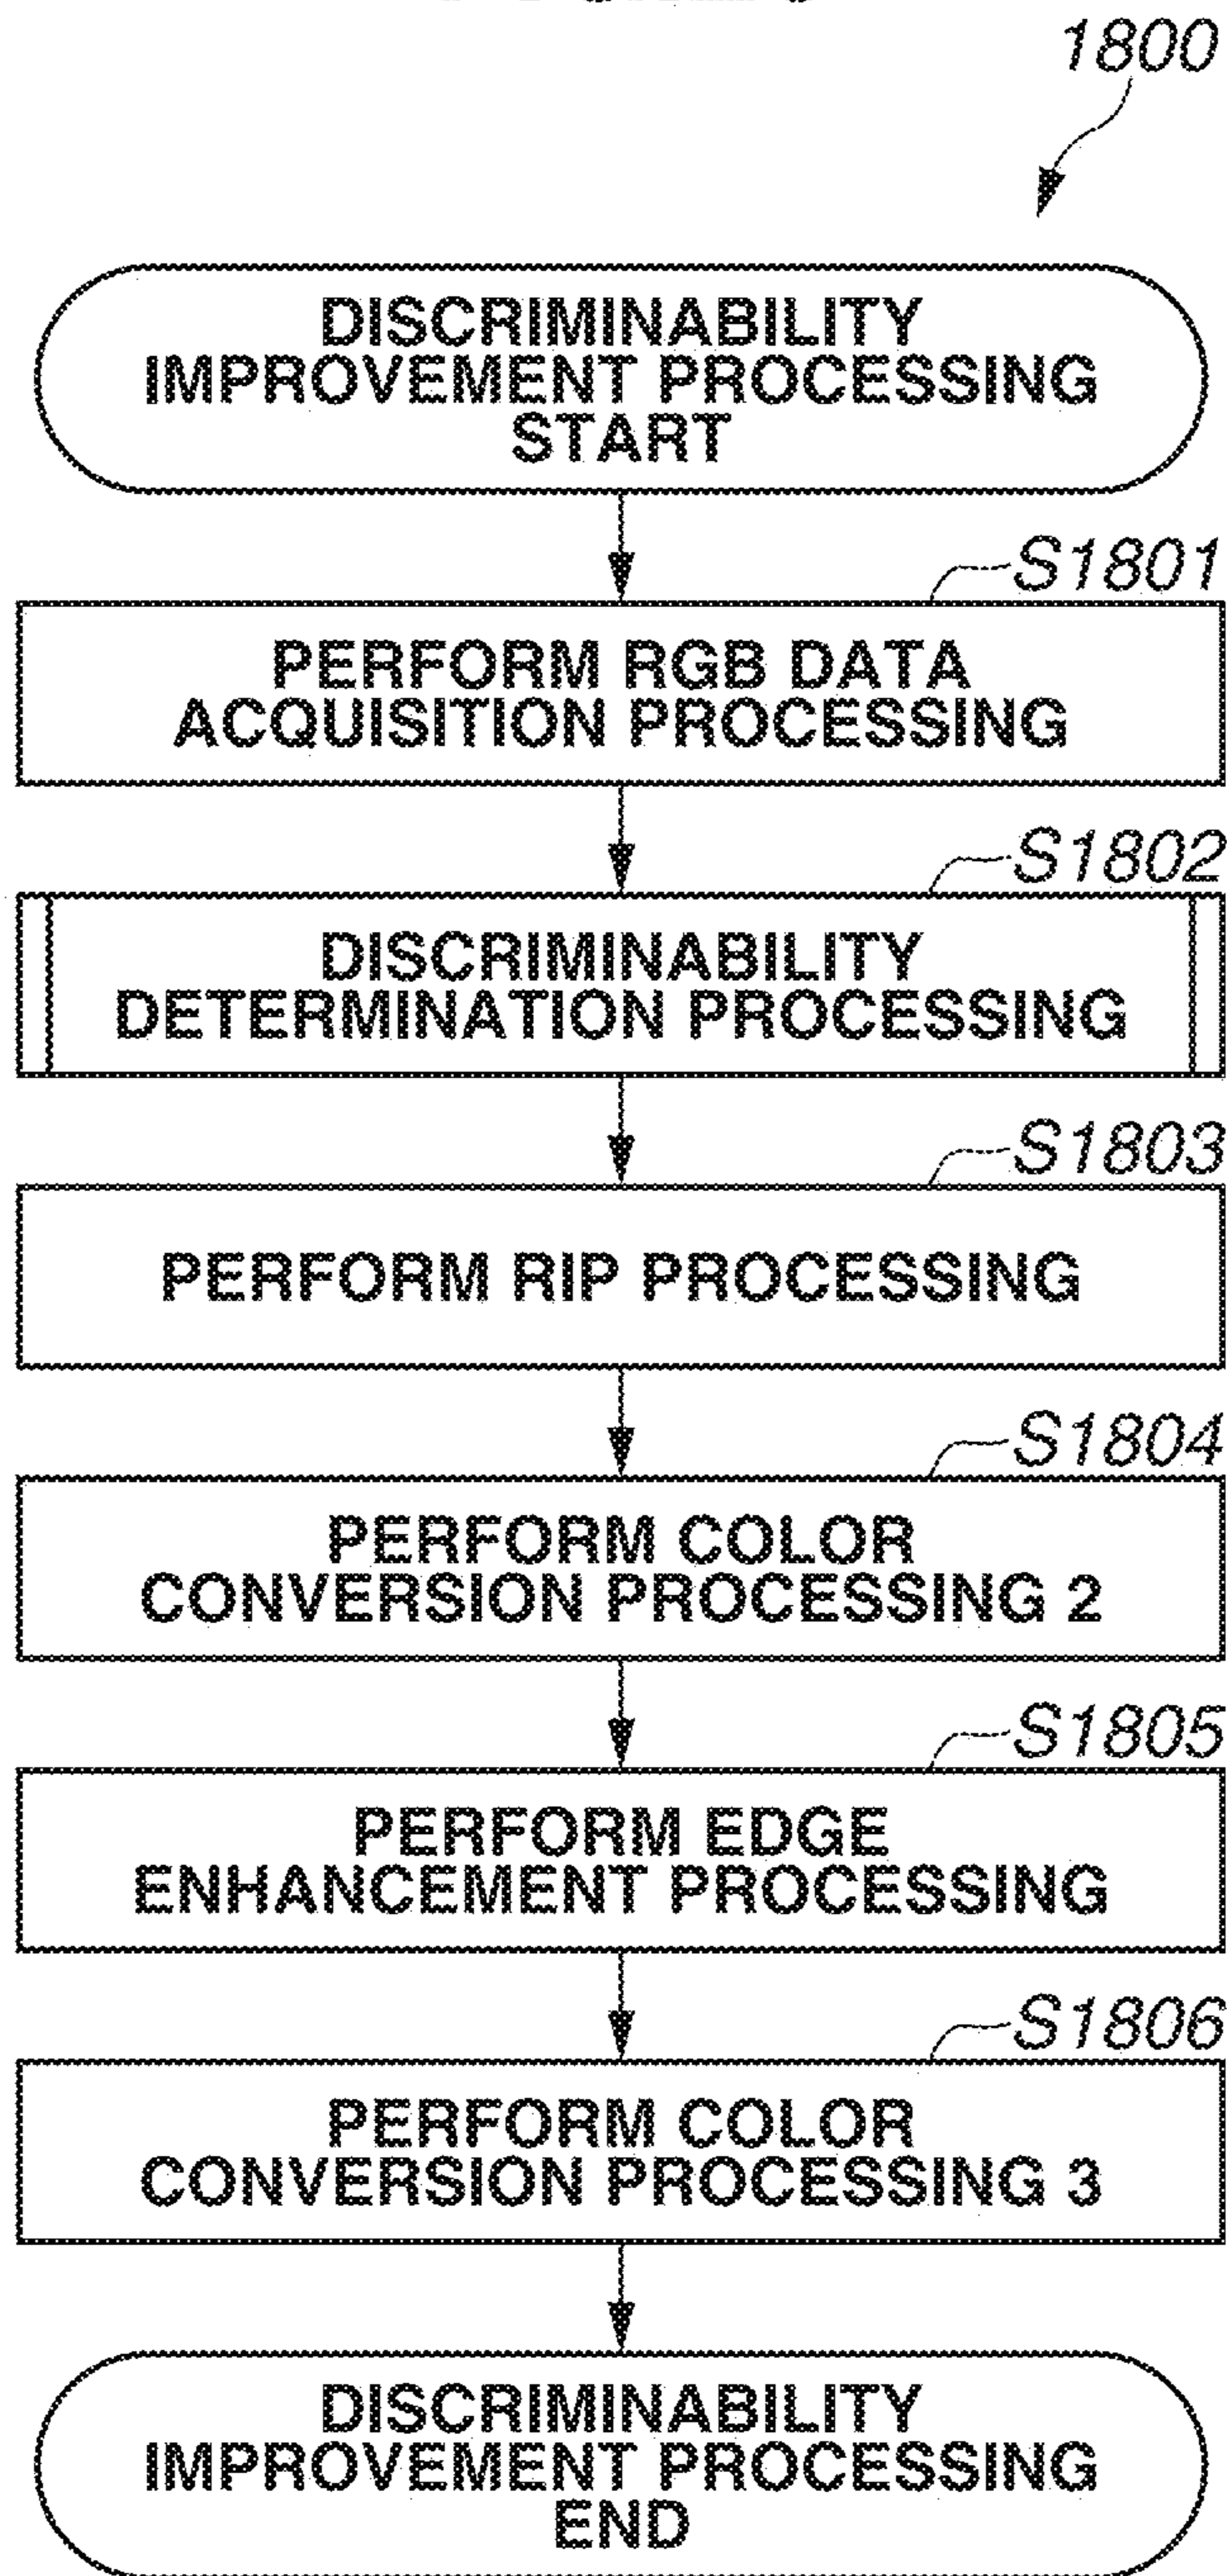 1800
DISCRIMINABILITY
IMPROVEMENT PROCESSING
START
S1801
PERFORM RGB DATA
ACQUISITION PROCESSING
S1802
DISCRIMINABILITY
DETERMINATION PROCESSING
S1803
PERFORM RIP PROCESSING
S1804
PERFORM COLOR
CONVERSION PROCESSING 2
S1805
PERFORM EDGE
ENHANCEMENT PROCESSING
S1806
PERFORM COLOR
CONVERSION PROCESSING 3
DISCRIMINABILITY
IMPROVEMENT PROCESSING
END